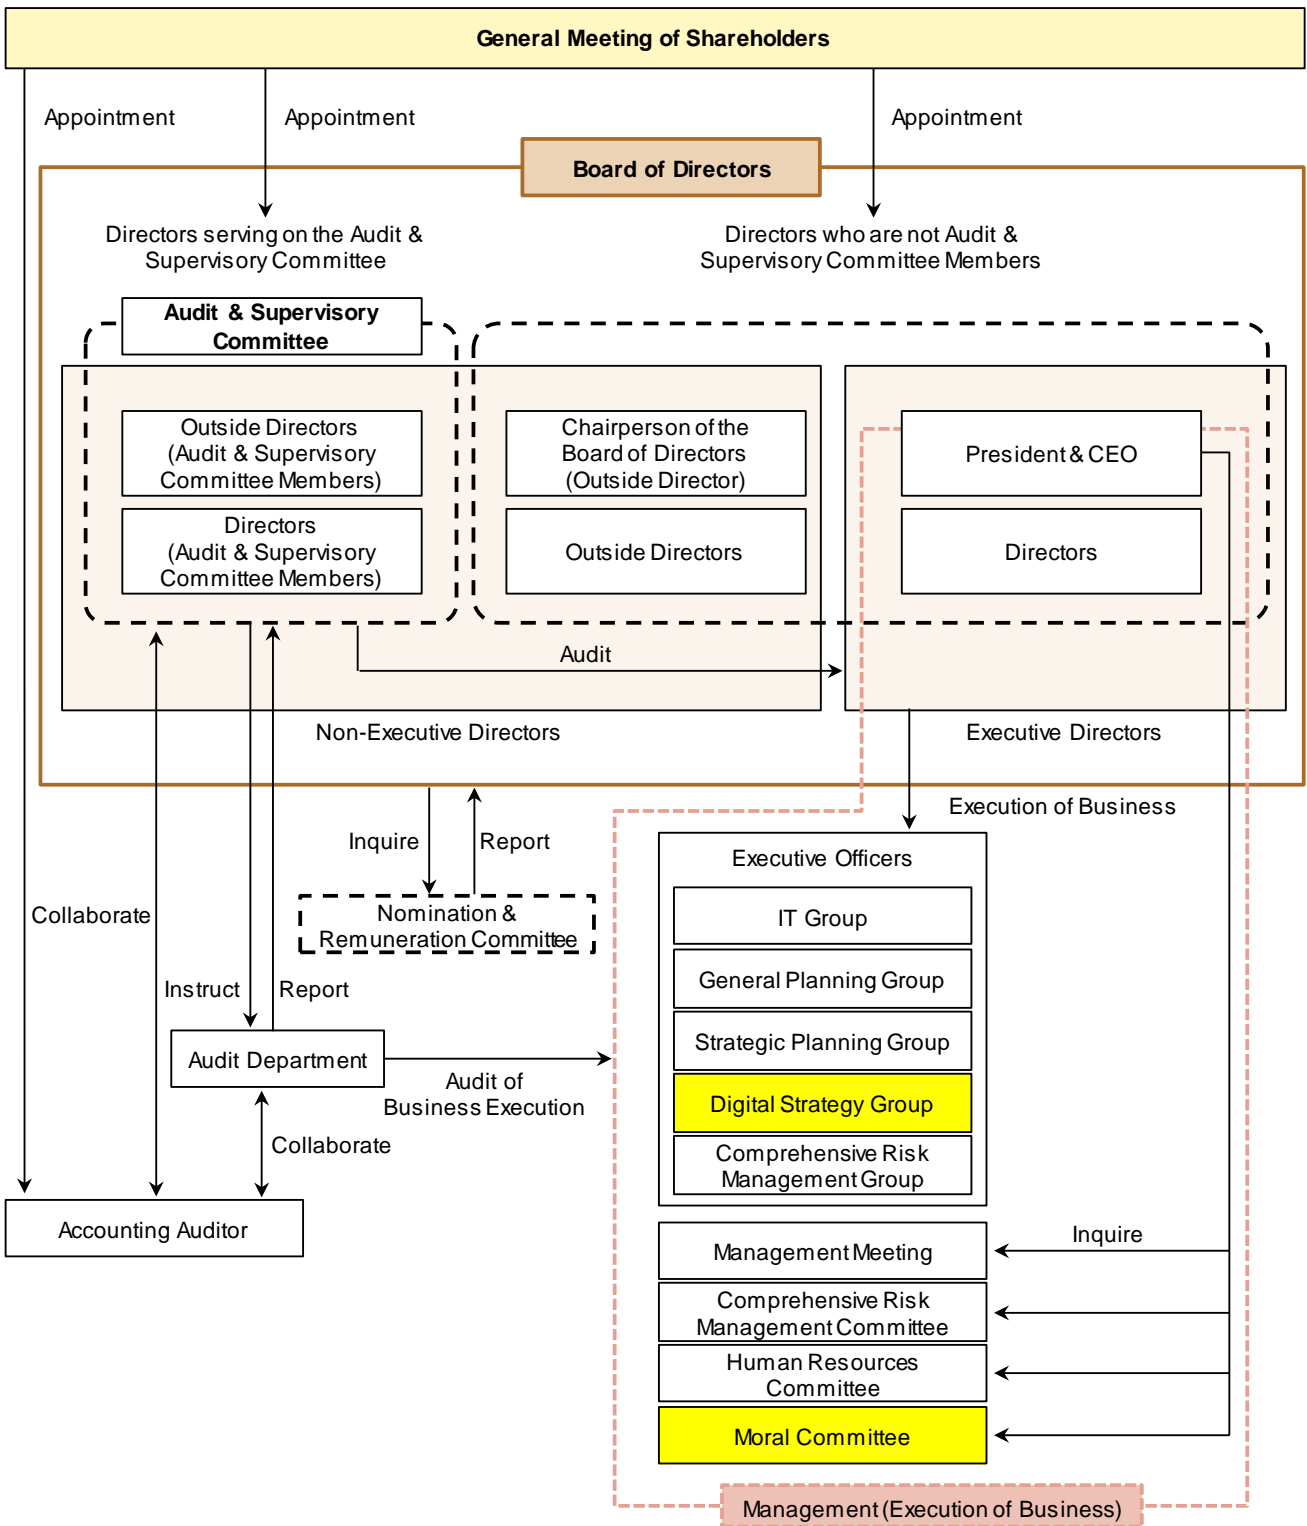 General Meeting of Shareholders
Appointment
Appointment
Appointment
Board of Directors
Directors serving on the Audit &
Supervisory Committee
Directors who are not Audit &
Supervisory Committee Members
Audit & Supervisory
Committee
Outside Directors
(Audit & Supervisory
Committee Members)
Chairperson of the
Board of Directors
(Outside Director)
President & CEO
Directors
(Audit & Supervisory
Committee Members)
Outside Directors
Directors
Audit
Non-Executive Directors
Executive Directors
Execution of Business
Inquire
Report
Executive Officers
Nomination &
Remuneration Committee
Collaborate
IT Group
General Planning Group
Instruct
Report
Strategic Planning Group
Audit Department
Audit of
Business Execution
Digital Strategy Group
Collaborate
Comprehensive Risk
Management Group
Accounting Auditor
Inquire
Management Meeting
Comprehensive Risk
Management Committee
Human Resources
Committee
Moral Committee
Management (Execution of Business)